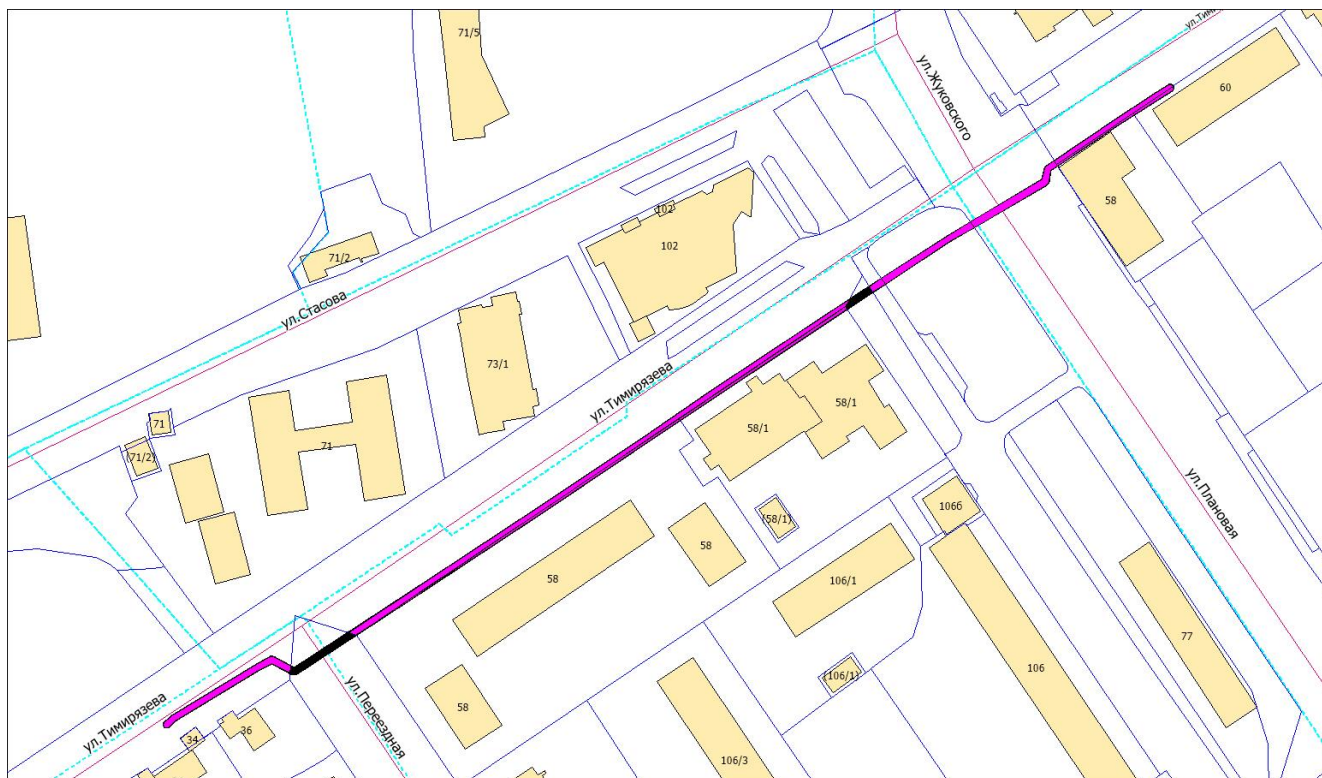 71/5
ул.Тими
60
ул.Жуковского
58
102
102
71/2
ул.Стасова
73/1
ул.Тимирязева
58/1
58/1
71
(71/2)
71
ул.Плановая
106б
(58/1)
58
58
106/1
77
106
(106/1)
58
ул.Переездная
ул.Тимирязева
36
34
106/3